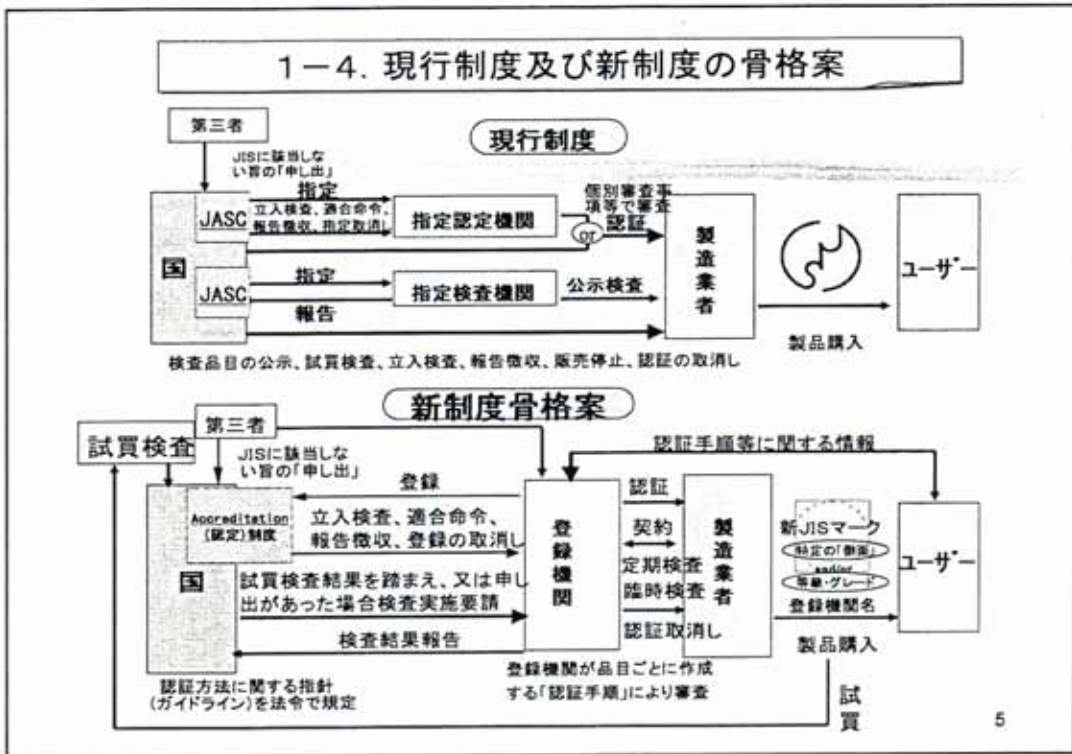 1－4. 現行制度及び新制度の骨格案
第三者
現行制度
JISに該当しな
い旨の「申し出」
国
JASC
指定
立入検査、適合命令、
報告徴収、指定取消し
指定認定機関
個別審査事
項等で審査
or
認証
JASC
指定
報告
指定検査機関
公示検査
製造業者
製品購入
ユーザー
検査品目の公示、試買検査、立入検査、報告徴収、販売停止、認証の取消し
新制度骨格案
試買検査
第三者
JISに該当しな
い旨の「申し出」
国
Accreditation
(認定)制度
登録
立入検査、適合命令、
報告徴収、登録の取消し
試買検査結果を踏まえ、又は申し
出があった場合検査実施要請
検査結果報告
認証方法に関する指針
(ガイドライン)を法令で規定
登録機関
認証手順等に関する情報
認証
契約
定期検査
臨時検査
認証取消し
登録機関が品目ごとに作成
する「認証手順」により審査
製造業者
新JISマーク
特定の「側面」
and/or
等級・グレード
登録機関名
製品購入
ユーザー
試買
5